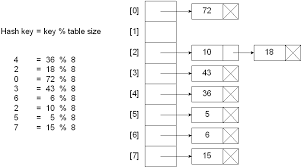 Hash key = key % table size
4 = 36 % 8
2 = 18 % 8
0 = 72 % 8
3 = 43 % 8
6 = 6 % 8
2 = 10 % 8
5 = 5 % 8
7 = 15 % 8
[0] 72
[1]
[2] 10 18
[3] 43
[4] 36
[5] 5
[6] 6
[7] 15